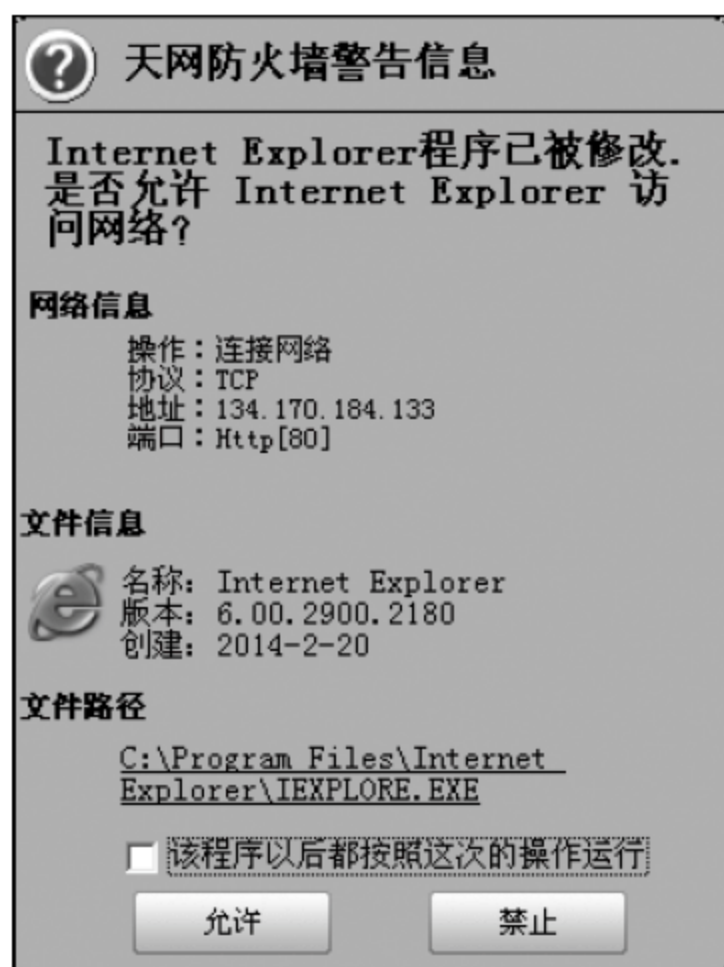 天网防火墙警告信息
Internet Explorer程序已被修改.
是否允许 Internet Explorer 访
问网络?
网络信息
操作：连接网络
协议：TCP
地址：134.170.184.133
端口：Http[80]
文件信息
名称: Internet Explorer
版本: 6.00.2900.2180
创建: 2014-2-20
文件路径
C:\Program Files\Internet
Explorer\IEXPLORE.EXE
该程序以后都按照这次的操作运行
允许
禁止